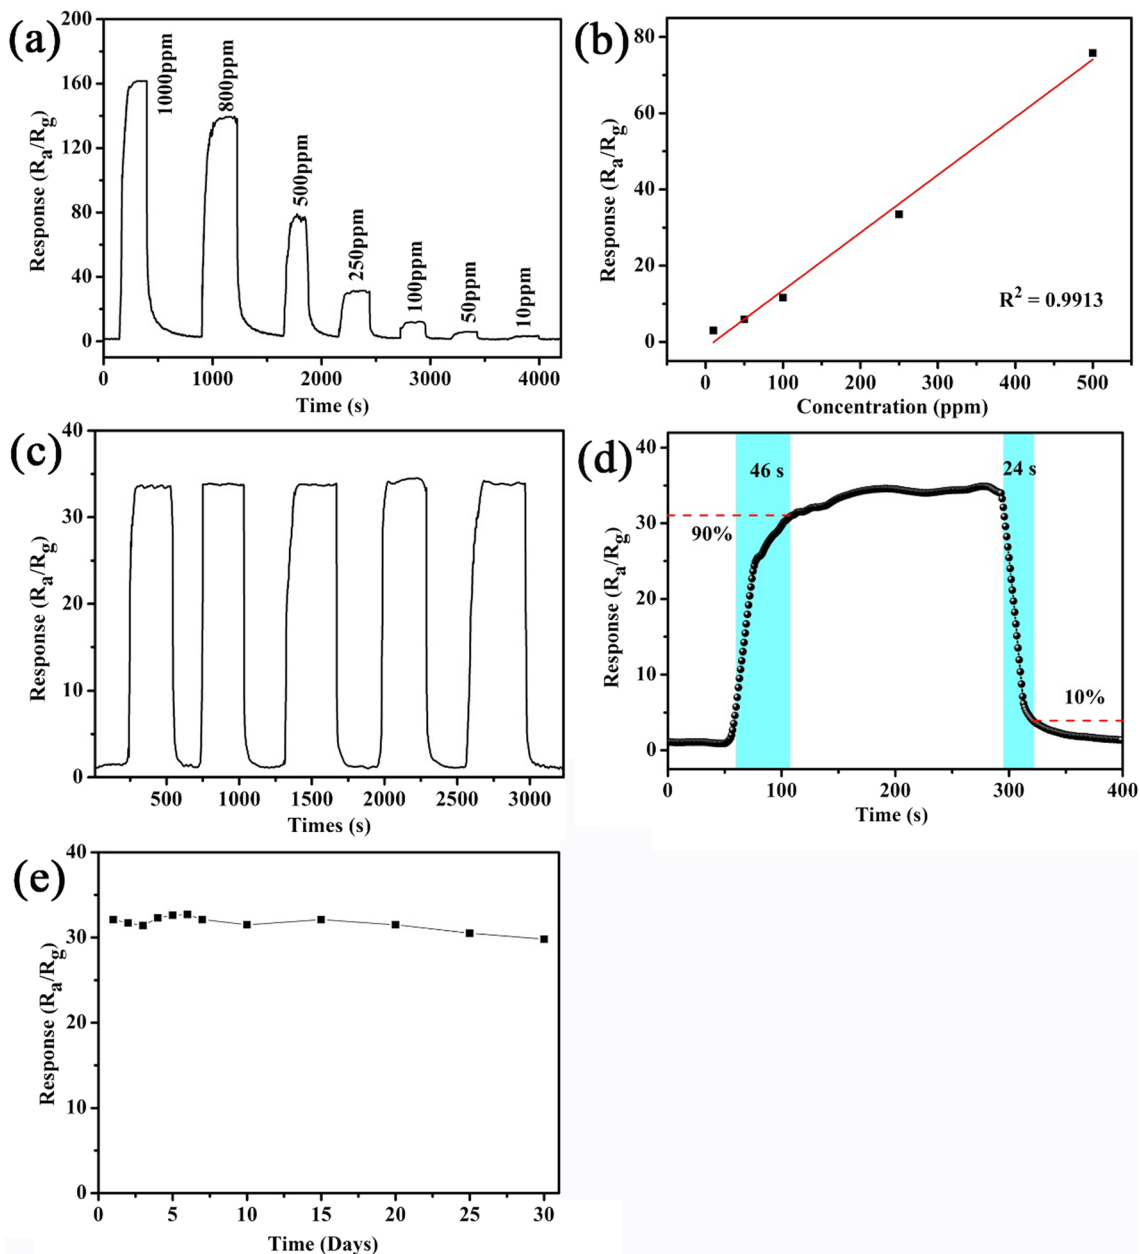 (a)
200
160
120
80
40
0
Response (Ra/Rg)
1000ppm
800ppm
500ppm
250ppm
100ppm
50ppm
10ppm
0 1000 2000 3000 4000
Time (s)
(b)
80
60
40
20
0
Response (Ra/Rg)
R² = 0.9913
0 100 200 300 400 500
Concentration (ppm)
(c)
40
30
20
10
0
Response (Ra/Rg)
500 1000 1500 2000 2500 3000
Times (s)
(d)
40
30
20
10
0
Response (Ra/Rg)
46 s
24 s
90%
10%
0 100 200 300 400
Time (s)
(e)
40
30
20
10
0
Response (Ra/Rg)
0 5 10 15 20 25 30
Time (Days)